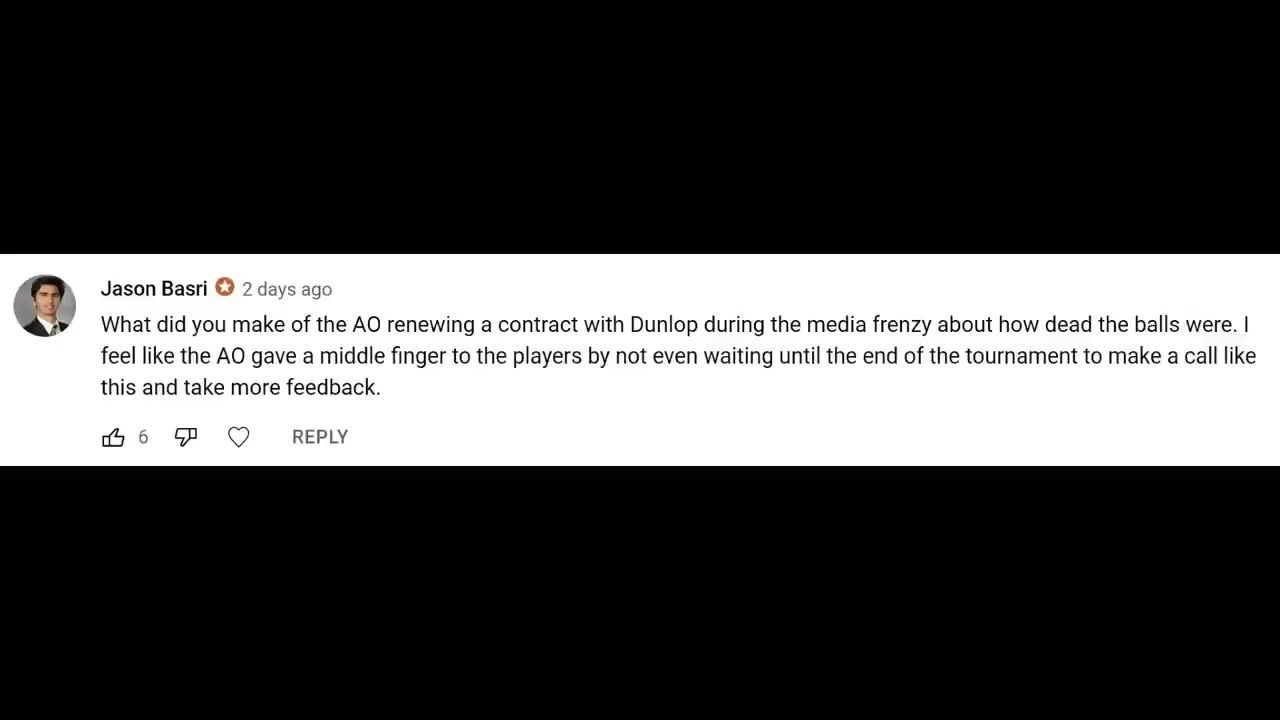 Jason Basri 2 days ago
What did you make of the AO renewing a contract with Dunlop during the media frenzy about how dead the balls were. I
feel like the AO gave a middle finger to the players by not even waiting until the end of the tournament to make a call like
this and take more feedback.
6 REPLY